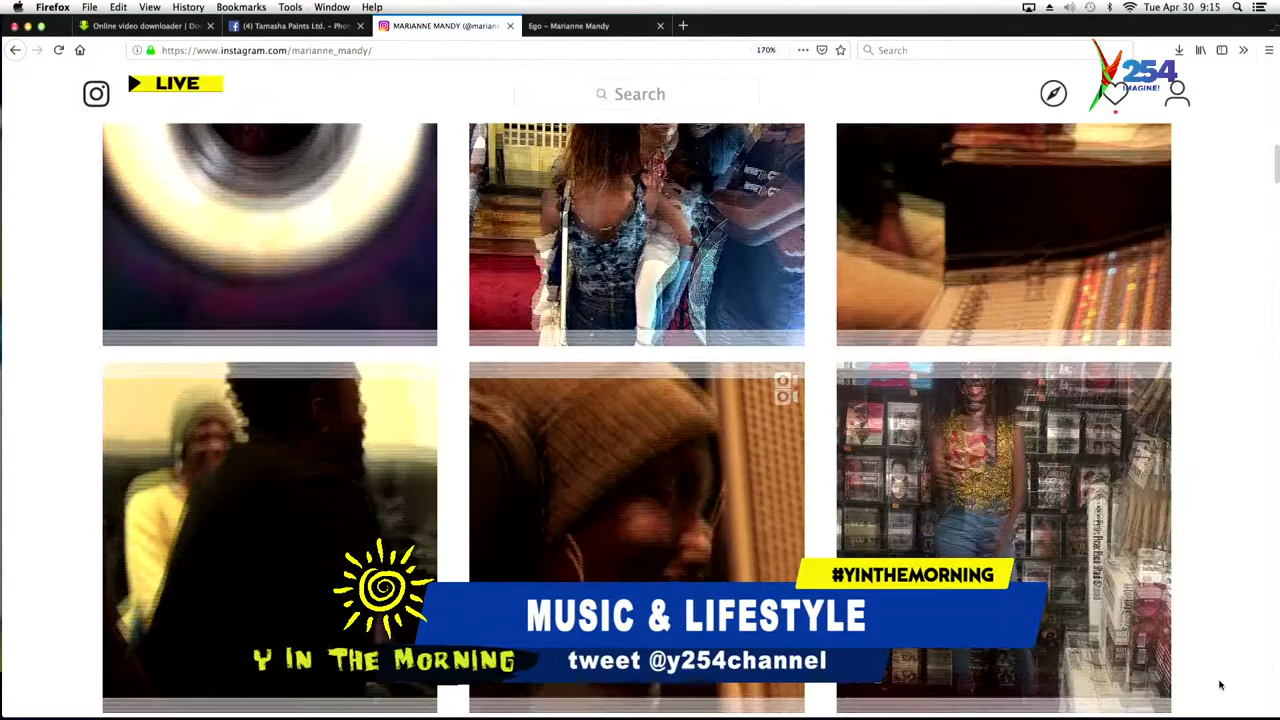 Firefox File Edit View History Bookmarks Tools Window Help Tue Apr 30 9:15
Online video downloader | Do
(4) Tamasha Paints Ltd. - Pho
MARIANNE MANDY (@marian
Ego – Marianne Mandy
https://www.instagram.com/marianne_mandy/
170%
Search
LIVE
Search
Y254
IMAGINE!
#YINTHEMORNING
MUSIC & LIFESTYLE
Y IN THE MORNING
tweet @y254channel